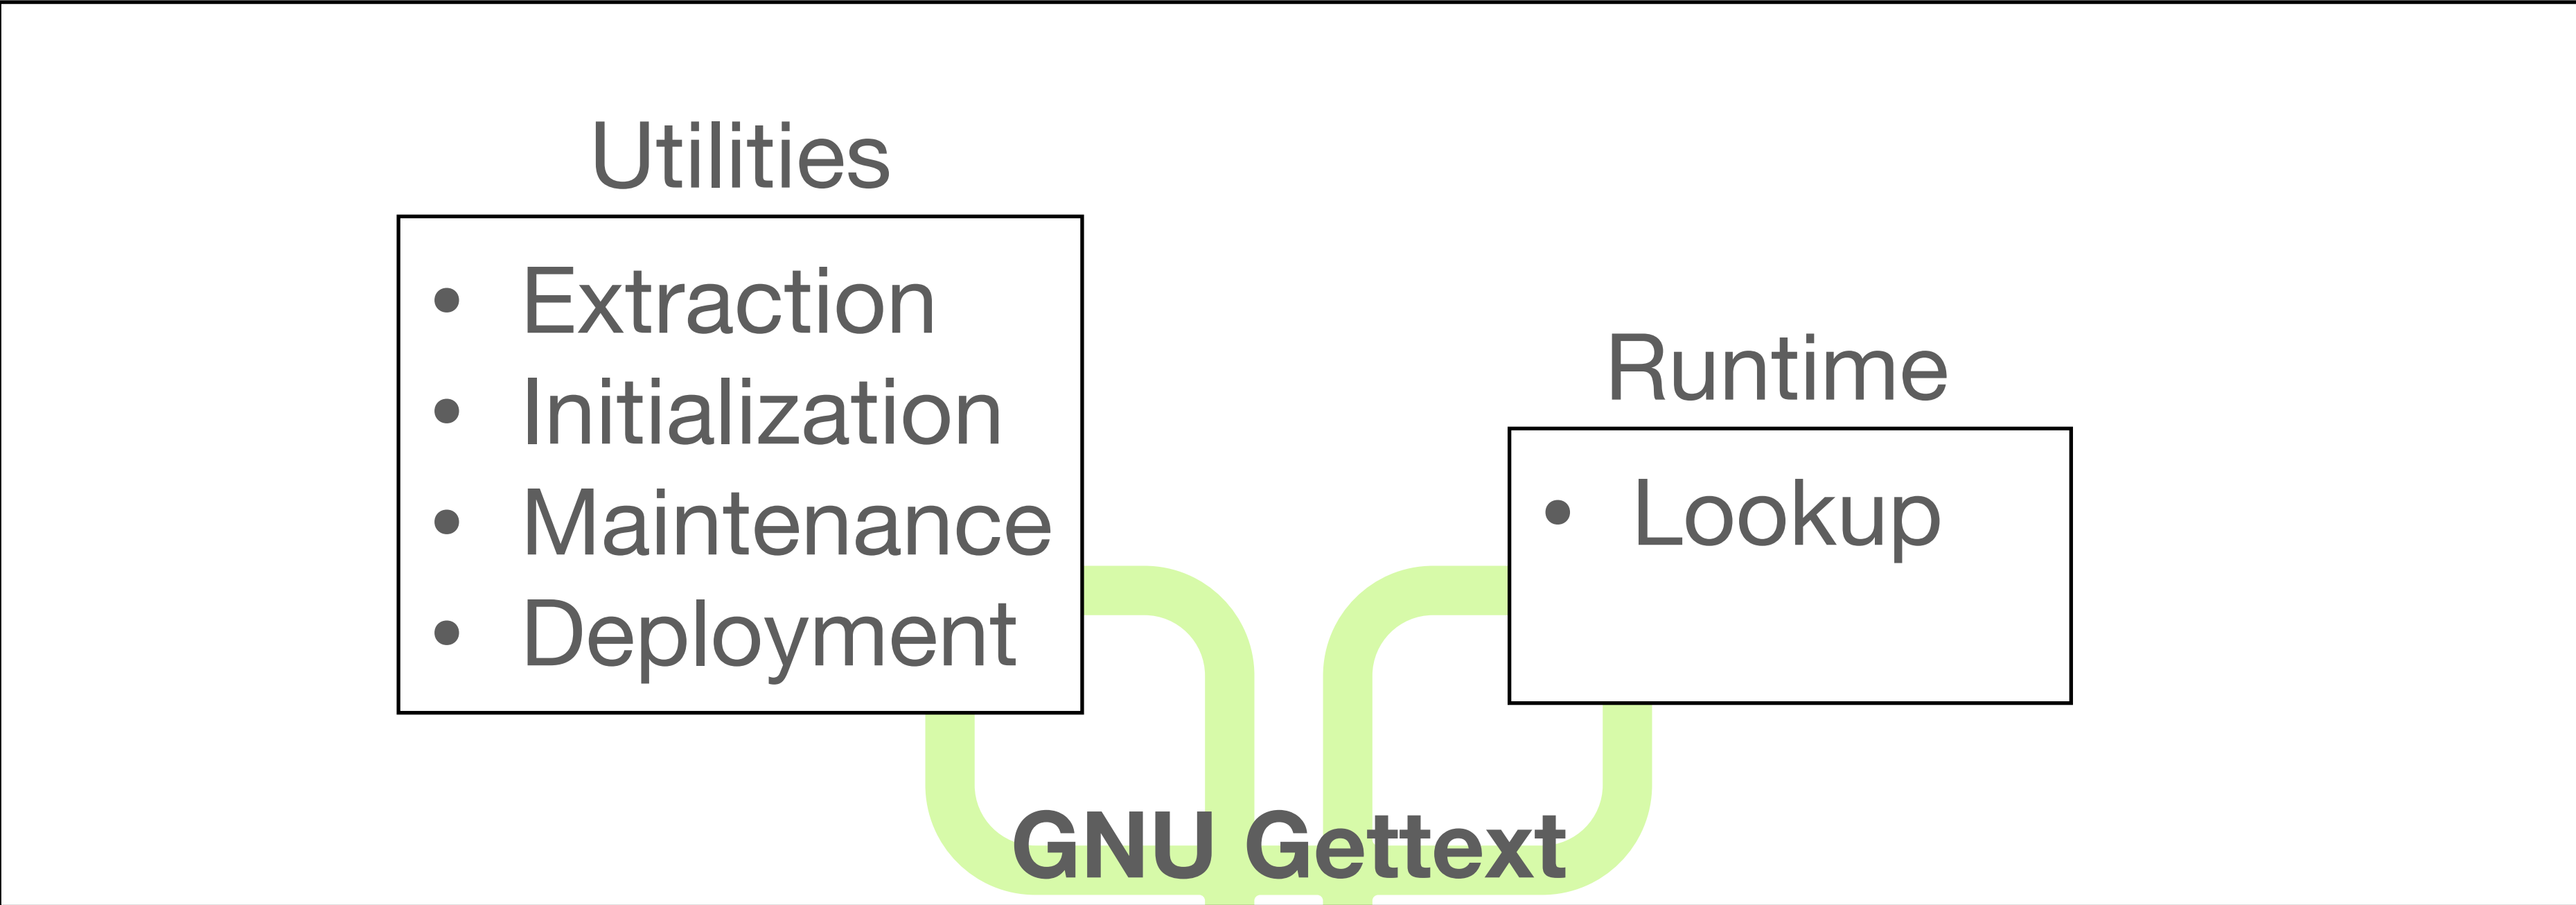 Utilities
• Extraction
• Initialization
• Maintenance
• Deployment
Runtime
• Lookup
GNU Gettext